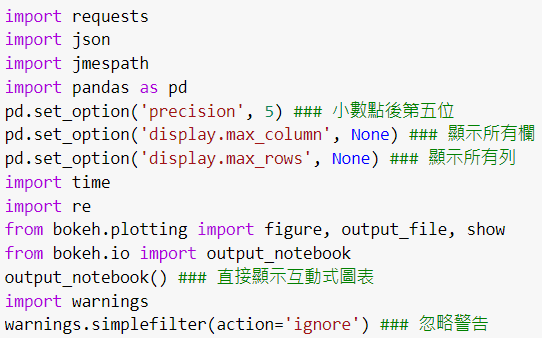 import requests
import json
import jmespath
import pandas as pd
pd.set_option('precision', 5) ### 小數點後第五位
pd.set_option('display.max_column', None) ### 顯示所有欄
pd.set_option('display.max_rows', None) ### 顯示所有列
import time
import re
from bokeh.plotting import figure, output_file, show
from bokeh.io import output_notebook
output_notebook() ### 直接顯示互動式圖表
import warnings
warnings.simplefilter(action='ignore') ### 忽略警告